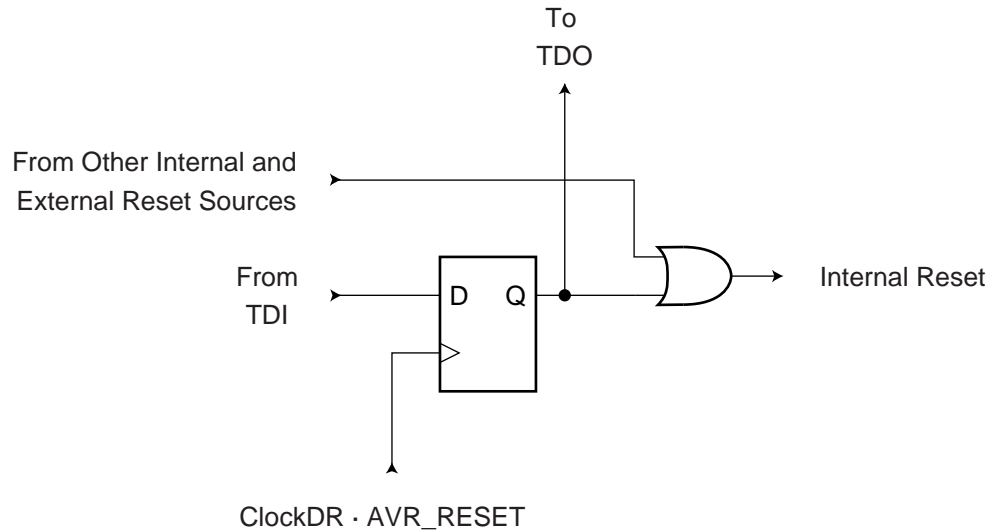 To
TDO
From Other Internal and
External Reset Sources
From
TDI
D Q
Internal Reset
ClockDR · AVR_RESET